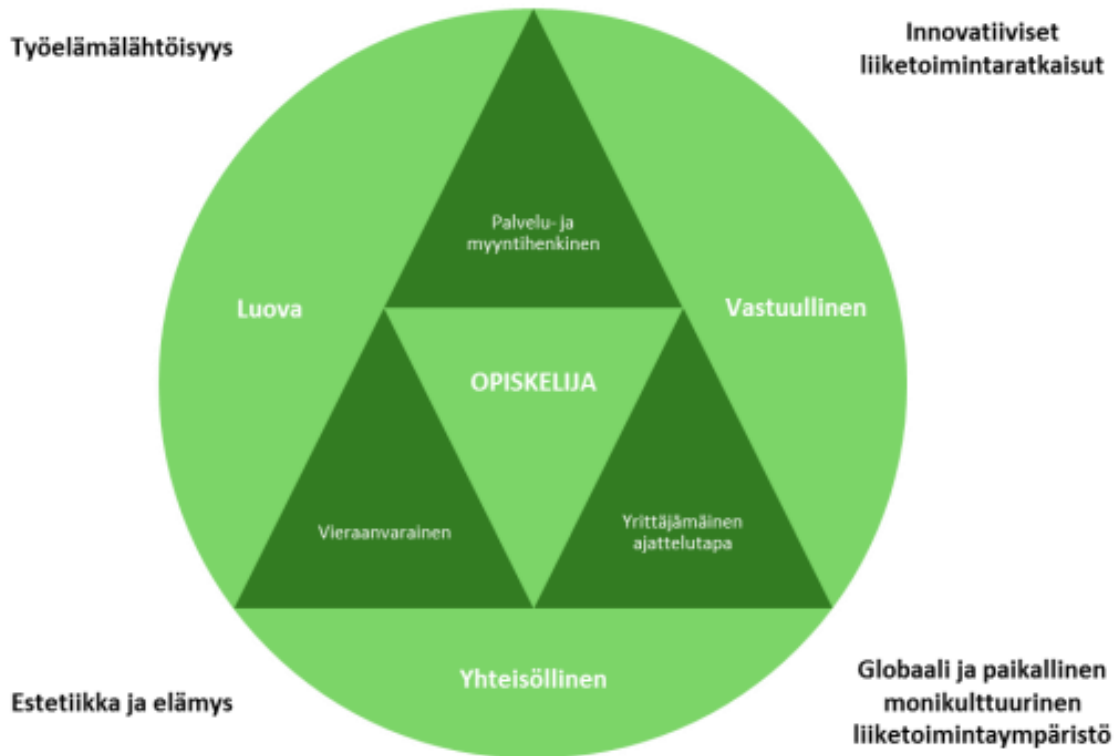 Työelämälähtöisyys
Innovatiiviset
liiketoimintaratkaisut
Palvelu- ja
myyntihenkinen
Luova
Vastuullinen
OPISKELIJA
Vieraanvarainen
Yrittäjämäinen
ajattelutapa
Yhteisöllinen
Estetiikka ja elämys
Globaali ja paikallinen
monikulttuurinen
liiketoimintaympäristö